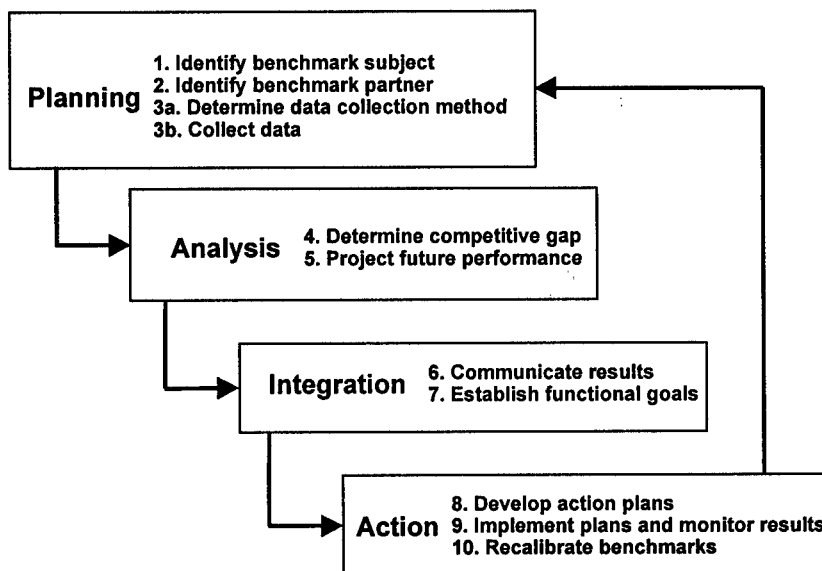 Planning
1. Identify benchmark subject
2. Identify benchmark partner
3a. Determine data collection method
3b. Collect data
Analysis
4. Determine competitive gap
5. Project future performance
Integration
6. Communicate results
7. Establish functional goals
Action
8. Develop action plans
9. Implement plans and monitor results
10. Recalibrate benchmarks